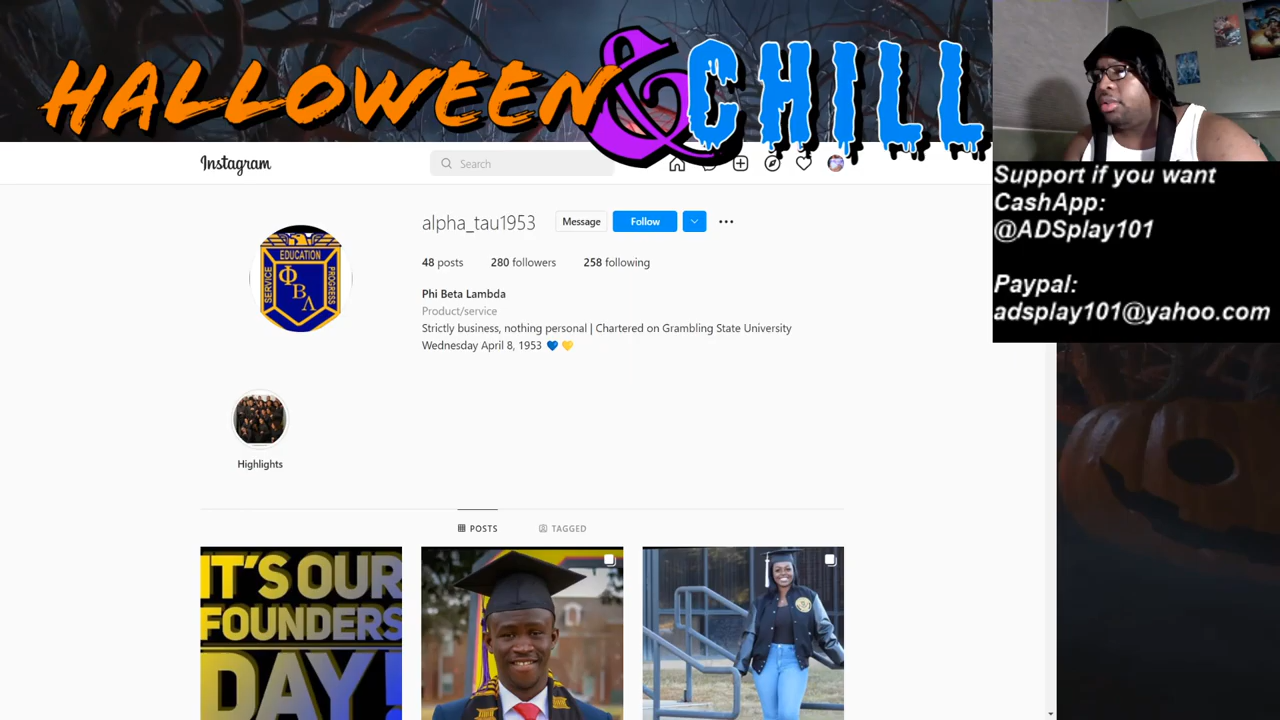 HALLOWEEN & CHILL
Instagram
Search
alpha_tau1953
Message
Follow
48 posts
280 followers
258 following
Phi Beta Lambda
Product/service
Strictly business, nothing personal | Chartered on Grambling State University
Wednesday April 8, 1953 💙 💛
EDUCATION
SERVICE
PROGRESS
ΦΒΛ
Highlights
POSTS
TAGGED
IT'S OUR
FOUNDERS
DAY!
Support if you want
CashApp:
@ADSplay101
Paypal:
adsplay101@yahoo.com